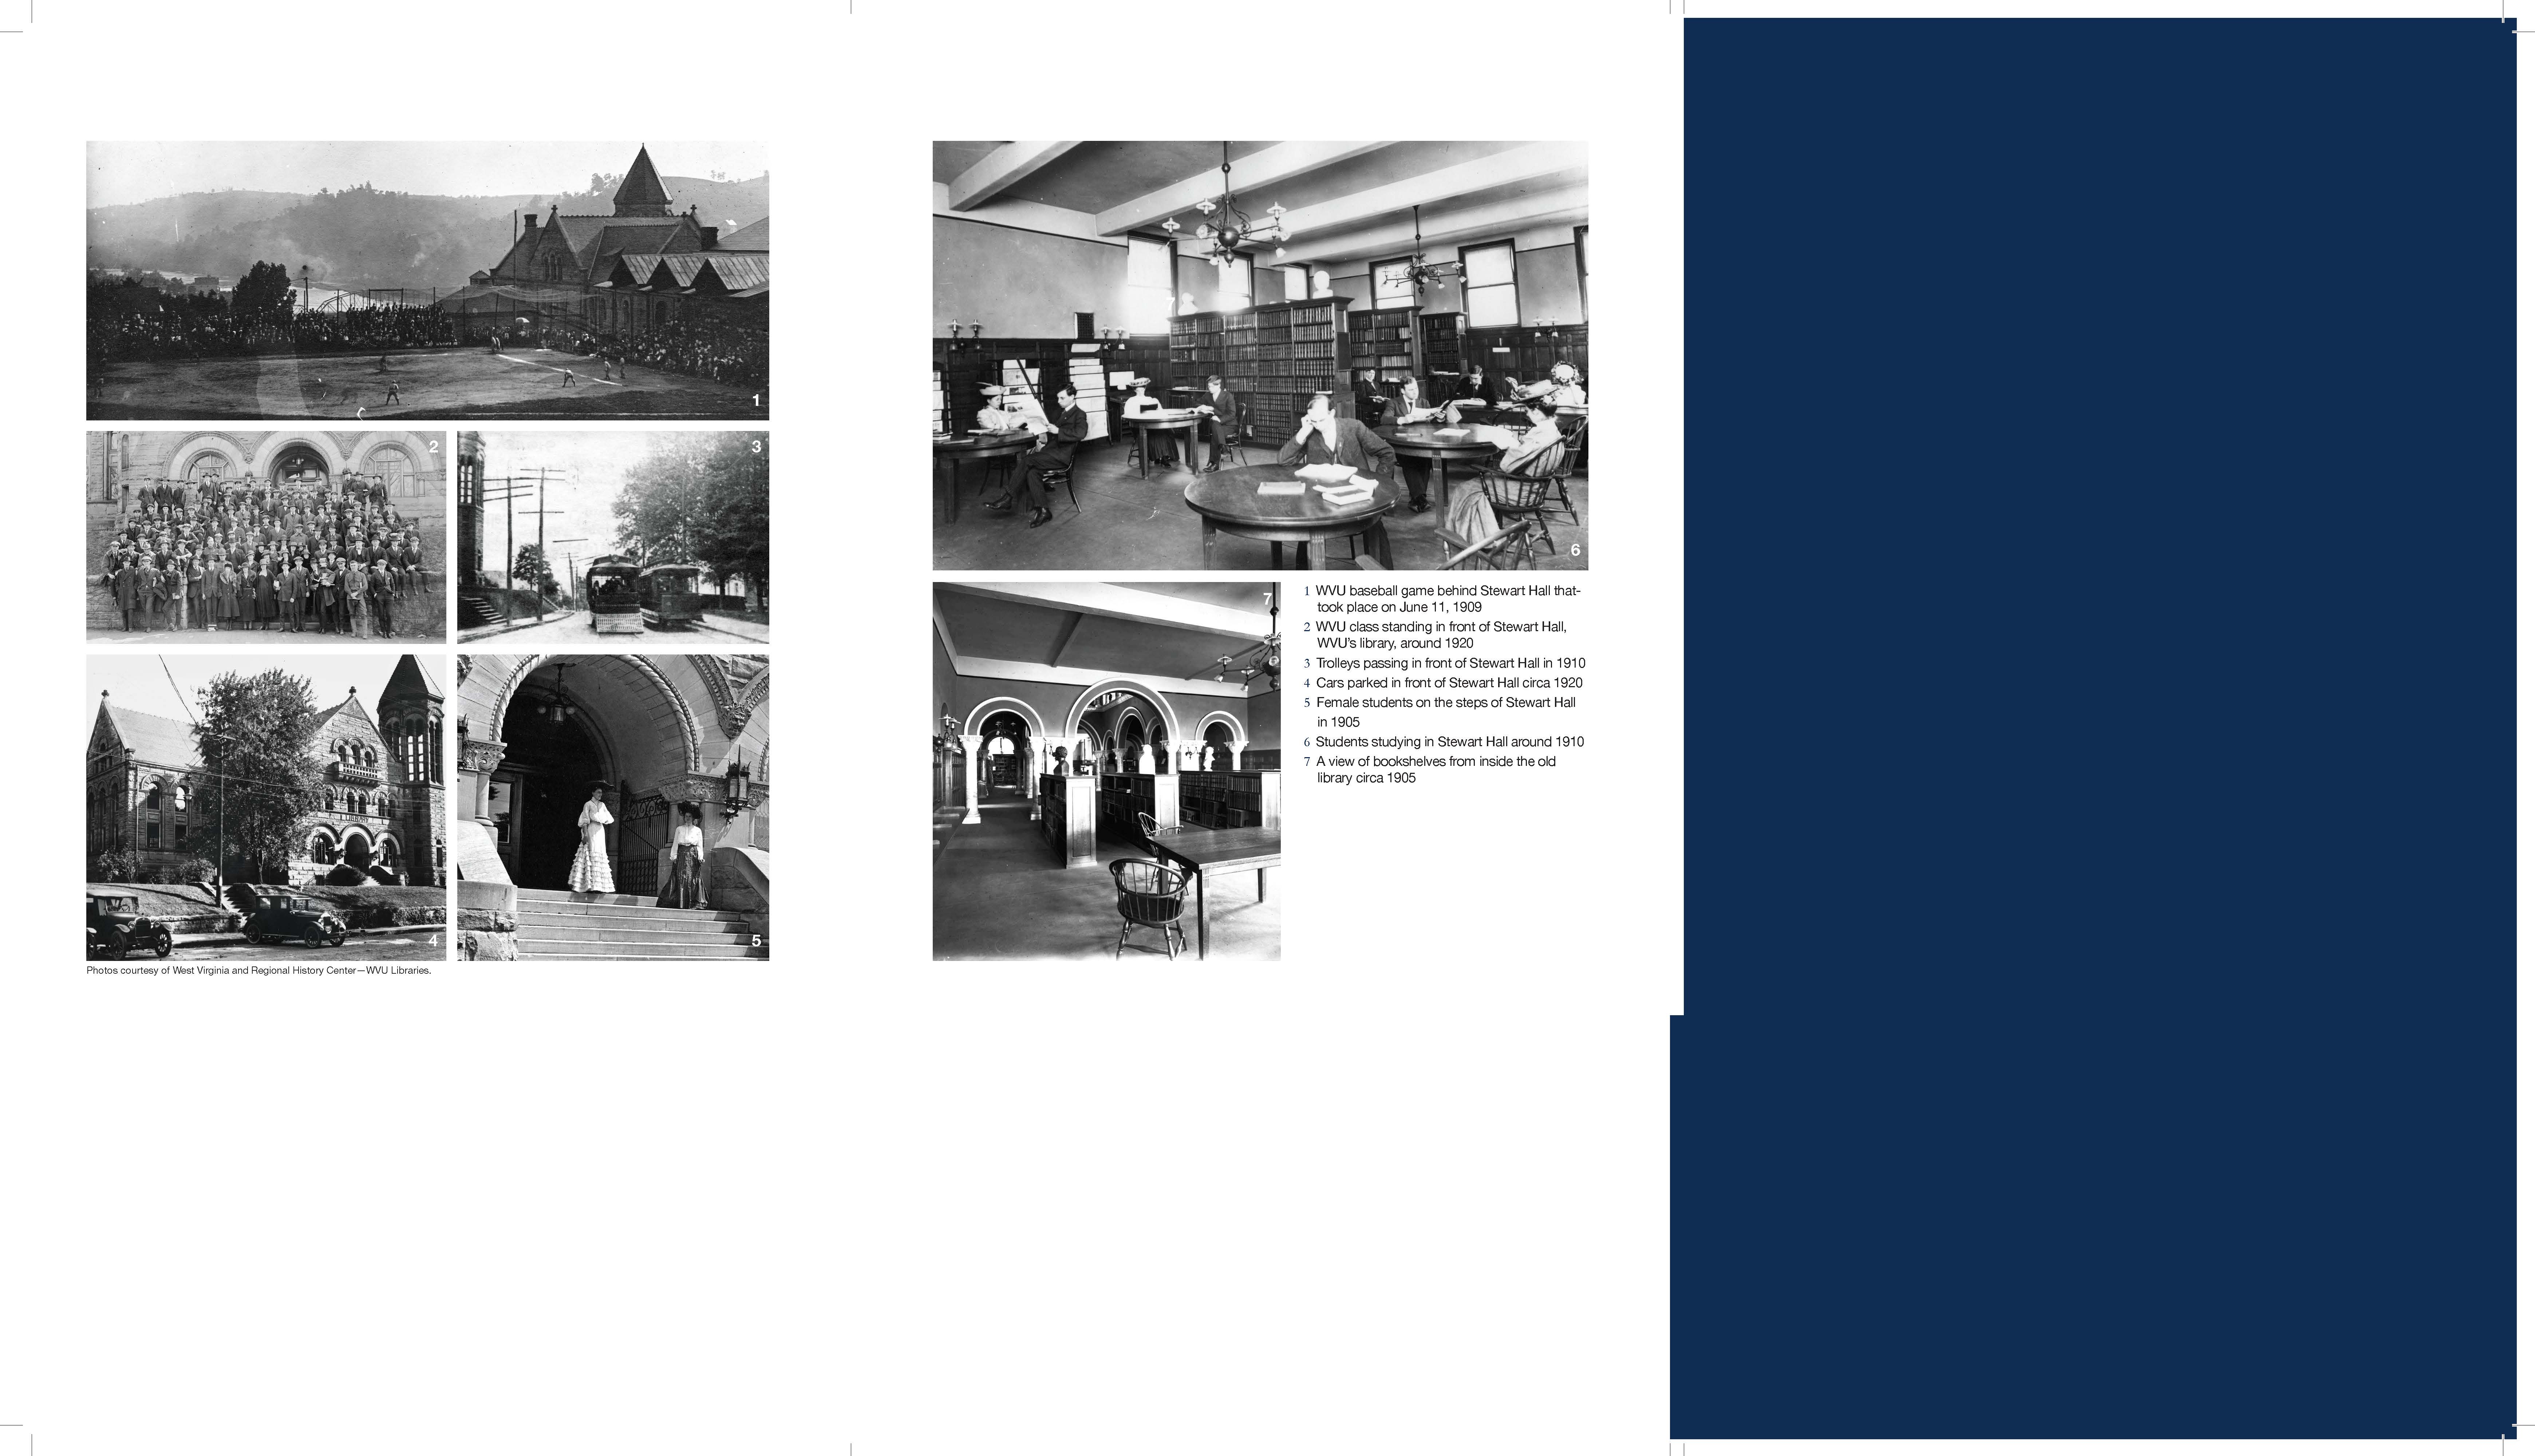 1
2
3
4
5
Photos courtesy of West Virginia and Regional History Center—WVU Libraries.
7
6
7
1 WVU baseball game behind Stewart Hall that-
took place on June 11, 1909
2 WVU class standing in front of Stewart Hall,
WVU's library, around 1920
3 Trolleys passing in front of Stewart Hall in 1910
4 Cars parked in front of Stewart Hall circa 1920
5 Female students on the steps of Stewart Hall
in 1905
6 Students studying in Stewart Hall around 1910
7 A view of bookshelves from inside the old
library circa 1905
LIBRARY